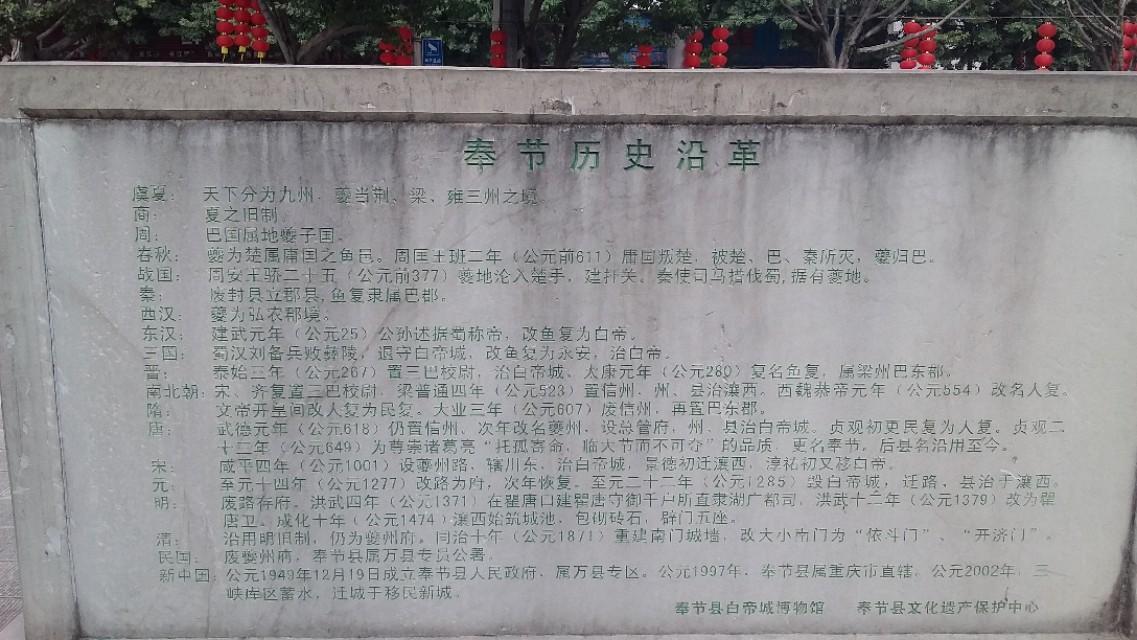 奉节历史沿革
虞夏： 天下分为九州，夔当荆、梁、雍三州之境
商： 夏之旧制。
周： 巴国属地夔子国。
春秋： 夔为楚属庸国之鱼邑。周匡王班二年（公元前611）庸国叛楚，被楚、巴、秦所灭，夔归巴。
战国： 周安王骄二十五（公元前377）夔地沦入楚手，建扞关。秦使司马措伐蜀,据有夔地。
秦： 废封县立郡县,鱼复隶属巴郡。
西汉： 夔为弘农郡境。
东汉： 建武元年（公元25）公孙述据蜀称帝，改鱼复为白帝。
三国： 蜀汉刘备兵败彝陵，退守白帝城，改鱼复为永安，治白帝。
晋： 泰始三年（公元267）置三巴校尉，治白帝城、太康元年（公元280）复名鱼复，属梁州巴东郡。
南北朝：宋、齐复置三巴校尉，梁普通四年（公元523）置信州，州、县治瀼西。西魏恭帝元年（公元554）改名人复。
隋： 文帝开皇间改人复为民复。大业三年（公元607）废信州，再置巴东郡。
唐： 武德元年（公元618）仍置信州、次年改名夔州、设总管府，州、县治白帝城。贞观初更民复为人复。贞观二
十三年（公元649）为尊崇诸葛亮“托孤寄命，临大节而不可夺”的品质，更名奉节。后县名沿用至今。
宋： 咸平四年（公元1001）设夔州路、辖川东，治白帝城，景德初迁瀼西，淳祐初又移白帝。
元： 至元十四年（公元1277）改路为府，次年恢复。至元二十二年（公元1285）毁白帝城，迁路、县治于瀼西。
明： 废路存府。洪武四年（公元1371）在瞿唐口建瞿唐守御千户所直隶湖广都司，洪武十二年（公元1379）改为瞿
唐卫、成化十年（公元1474）瀼西始筑城池，包砌砖石，辟门五座。
清： 沿用明旧制，仍为夔州府。同治十年（公元1871）重建南门城墙，改大小南门为“依斗门”、“开济门”。
民国： 废夔州府，奉节县属万县专员公署。
新中国：公元1949年12月19日成立奉节县人民政府，属万县专区。公元1997年，奉节县属重庆市直辖，公元2002年，三
峡库区蓄水，迁城于移民新城。
奉节县白帝城博物馆 奉节县文化遗产保护中心